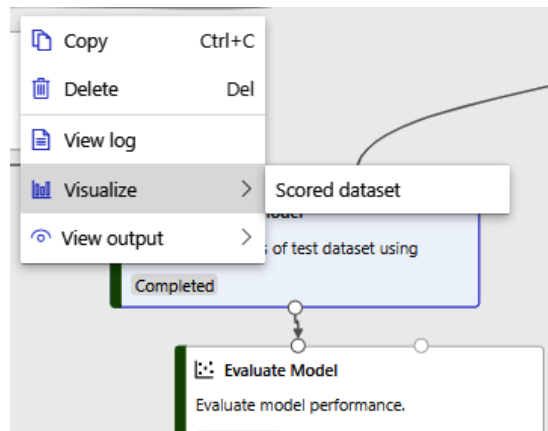 Copy Ctrl+C
Delete Del
View log
Visualize > Scored dataset
View output >
s of test dataset using
Completed
Evaluate Model
Evaluate model performance.